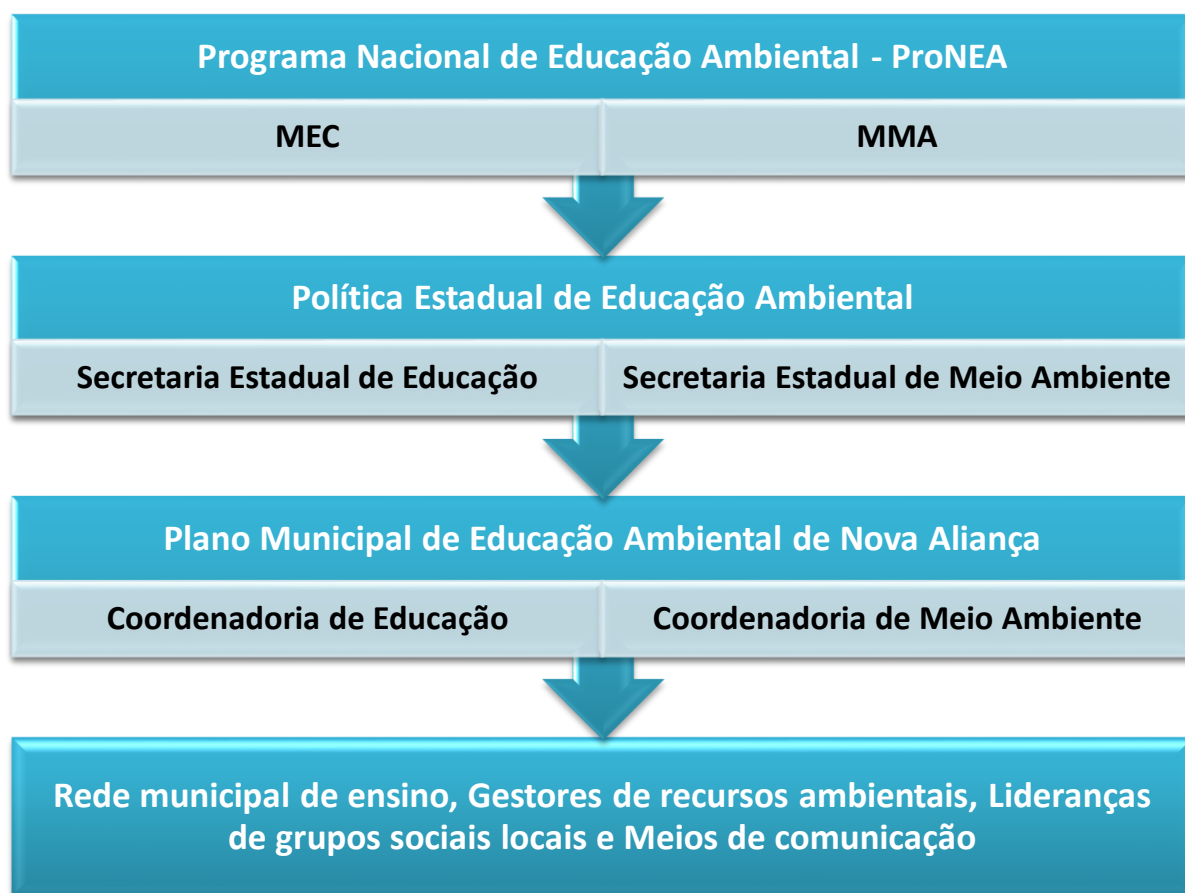 Programa Nacional de Educação Ambiental - ProNEA
MEC
MMA
Política Estadual de Educação Ambiental
Secretaria Estadual de Educação
Secretaria Estadual de Meio Ambiente
Plano Municipal de Educação Ambiental de Nova Aliança
Coordenadoria de Educação
Coordenadoria de Meio Ambiente
Rede municipal de ensino, Gestores de recursos ambientais, Lideranças
de grupos sociais locais e Meios de comunicação